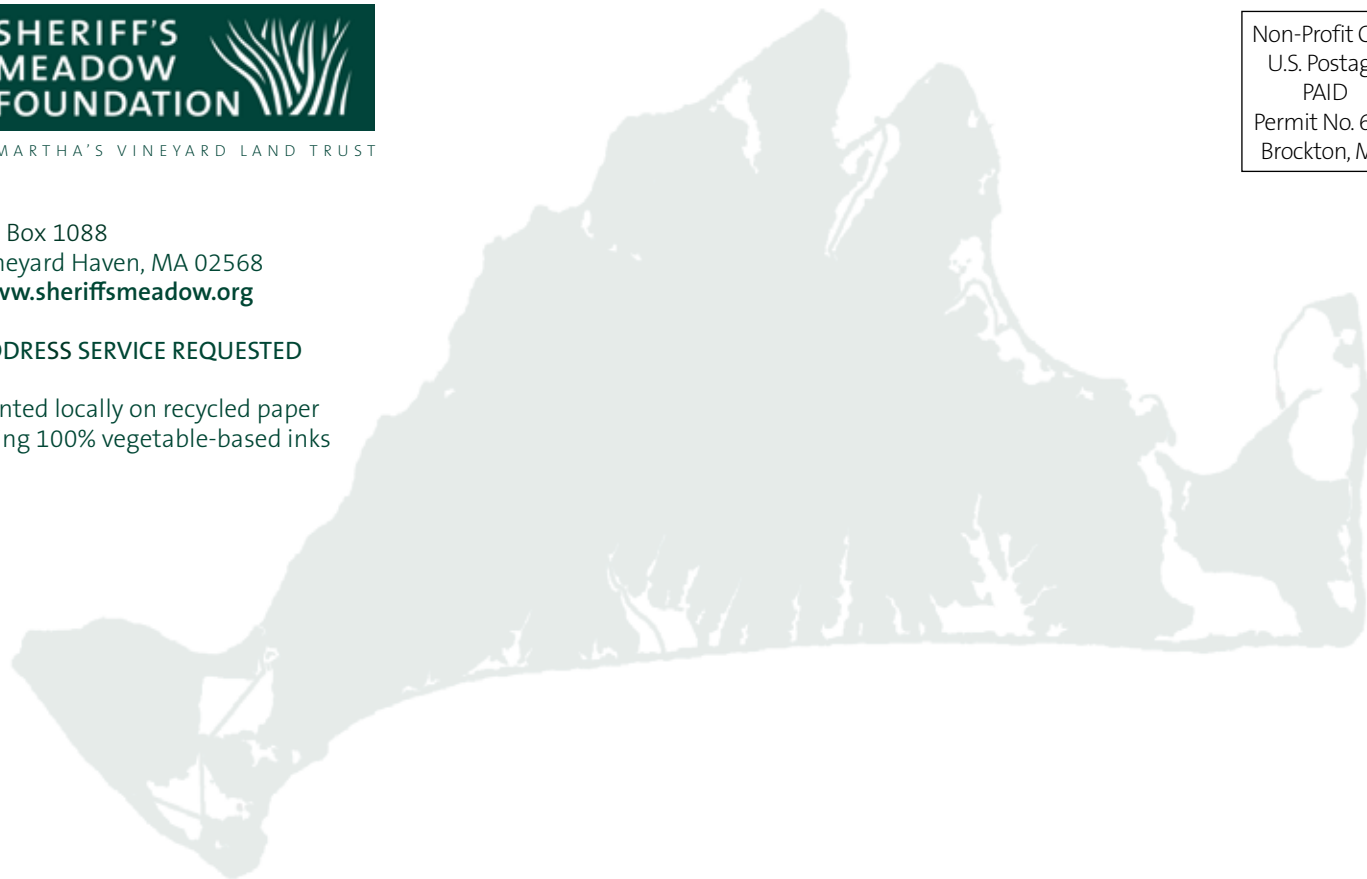 SHERIFF'S
MEADOW
FOUNDATION
MARTHA'S VINEYARD LAND TRUST
Box 1088
neyard Haven, MA 02568
ww.sheriffsmeadow.org
DDRESS SERVICE REQUESTED
nted locally on recycled paper
ng 100% vegetable-based inks
Non-Profit
U.S. Postag
PAID
Permit No. 6
Brockton, M